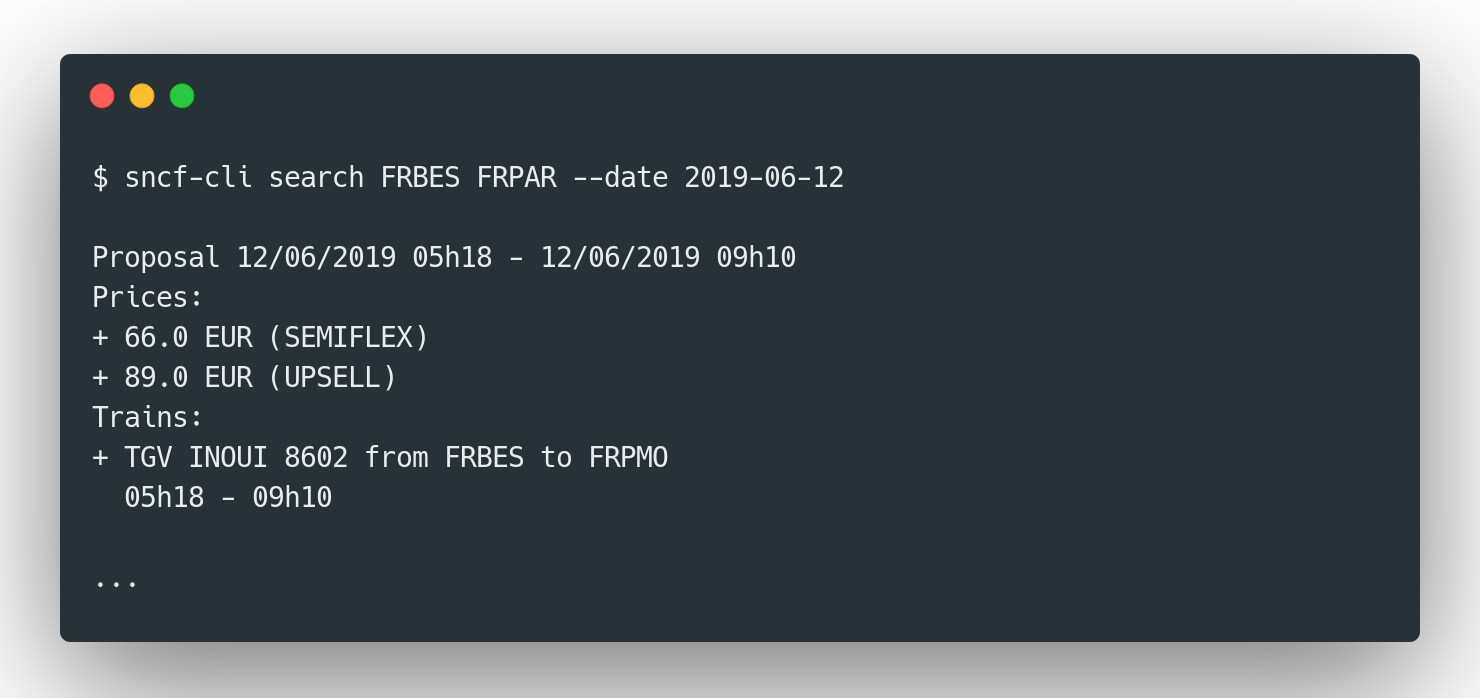 $ sncf-cli search FRBES FRPAR --date 2019-06-12
Proposal 12/06/2019 05h18 - 12/06/2019 09h10
Prices:
+ 66.0 EUR (SEMIFLEX)
+ 89.0 EUR (UPSELL)
Trains:
+ TGV INOUI 8602 from FRBES to FRPMO
05h18 - 09h10
...